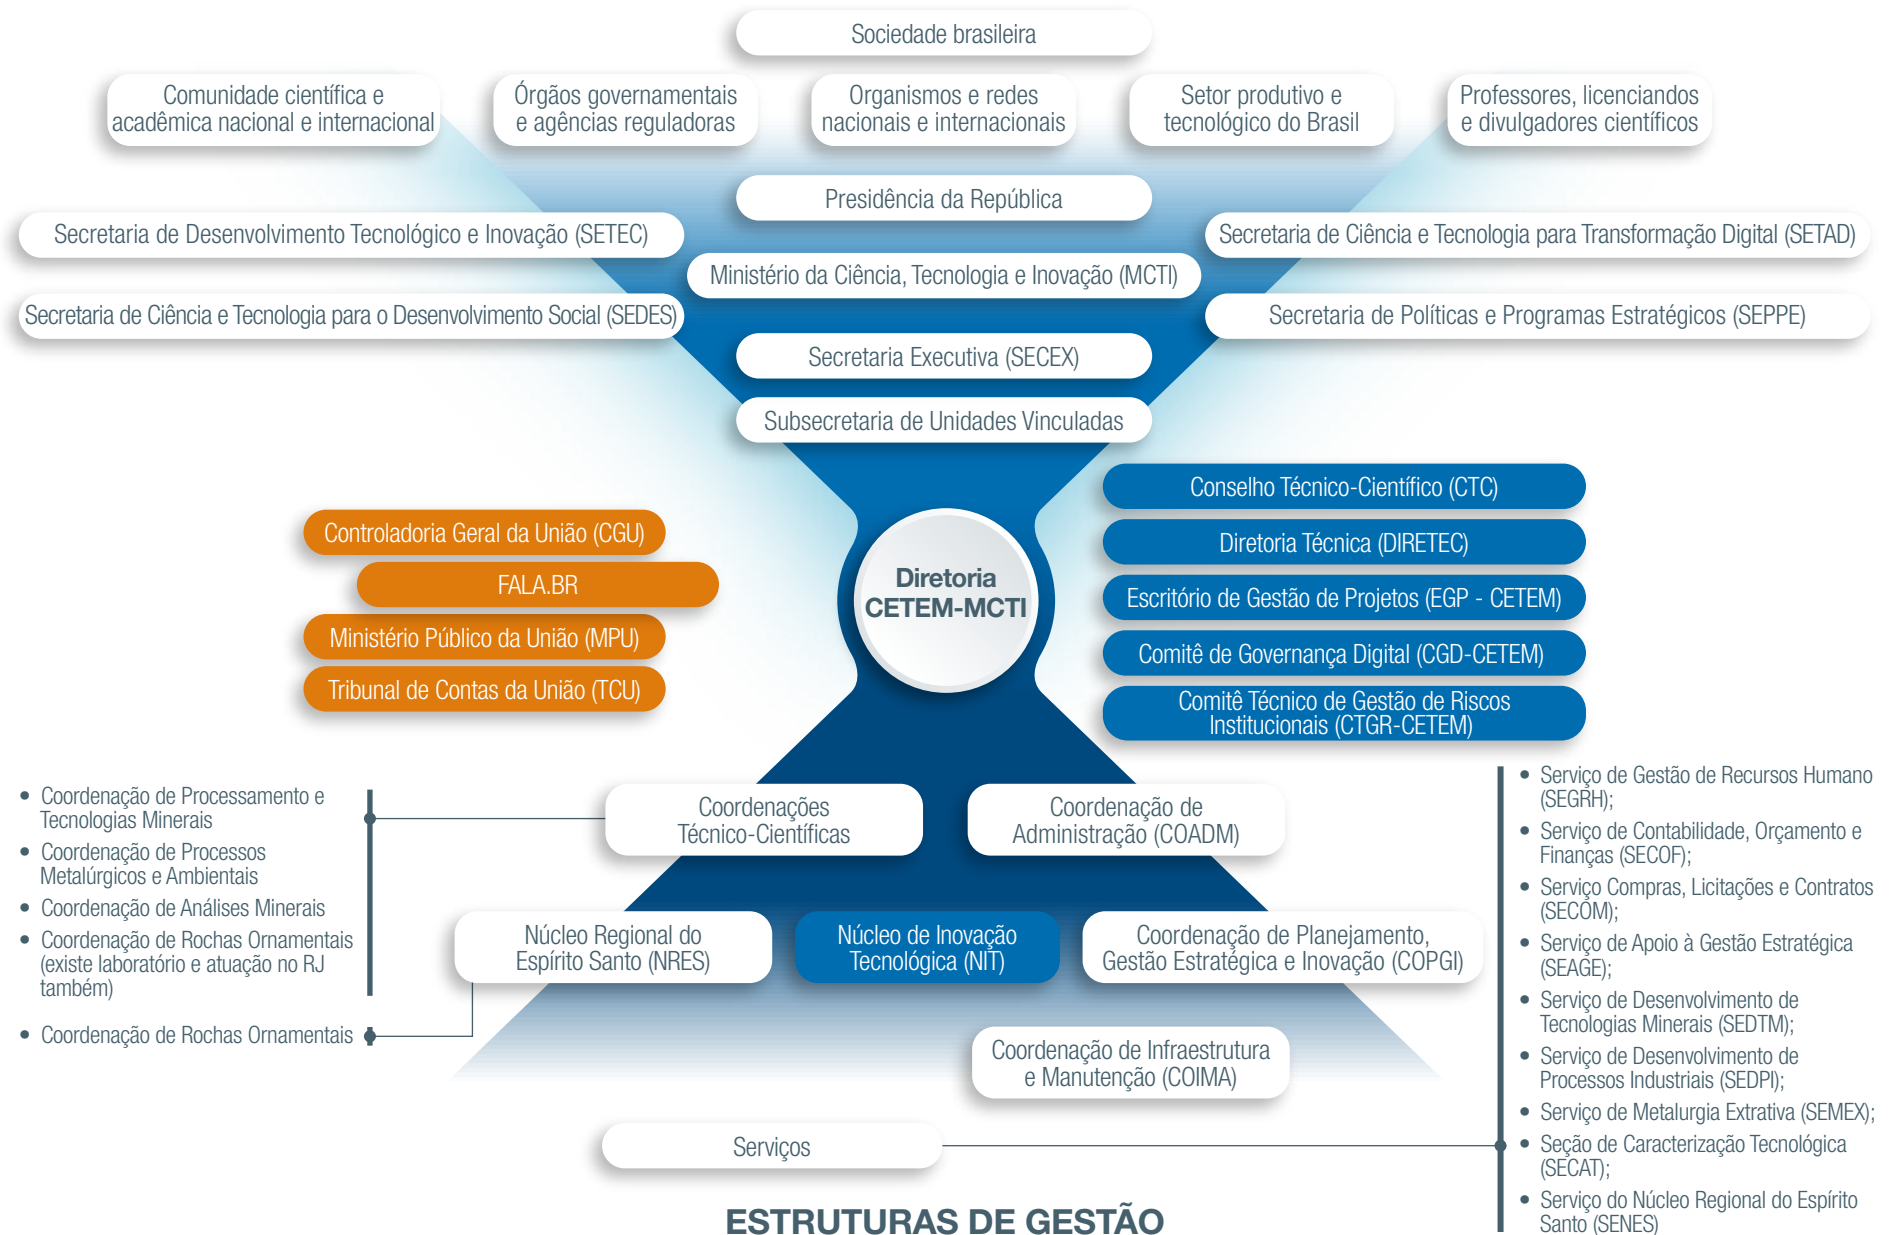 Sociedade brasileira
Comunidade científica e
acadêmica nacional e internacional
Órgãos governamentais
e agências reguladoras
Organismos e redes
nacionais e internacionais
Setor produtivo e
tecnológico do Brasil
Professores, licenciandos
e divulgadores científicos
Presidência da República
Secretaria de Desenvolvimento Tecnológico e Inovação (SETEC)
Secretaria de Ciência e Tecnologia para Transformação Digital (SETAD)
Ministério da Ciência, Tecnologia e Inovação (MCTI)
Secretaria de Ciência e Tecnologia para o Desenvolvimento Social (SEDES)
Secretaria de Políticas e Programas Estratégicos (SEPPE)
Secretaria Executiva (SECEX)
Subsecretaria de Unidades Vinculadas
Controladoria Geral da União (CGU)
FALA.BR
Ministério Público da União (MPU)
Tribunal de Contas da União (TCU)
Diretoria
CETEM-MCTI
Conselho Técnico-Científico (CTC)
Diretoria Técnica (DIRETEC)
Escritório de Gestão de Projetos (EGP - CETEM)
Comitê de Governança Digital (CGD-CETEM)
Comitê Técnico de Gestão de Riscos
Institucionais (CTGR-CETEM)
• Coordenação de Processamento e
Tecnologias Minerais
• Coordenação de Processos
Metalúrgicos e Ambientais
• Coordenação de Análises Minerais
• Coordenação de Rochas Ornamentais
(existe laboratório e atuação no RJ
também)
• Coordenação de Rochas Ornamentais
Coordenações
Técnico-Científicas
Coordenação de
Administração (COADM)
Núcleo Regional do
Espírito Santo (NRES)
Núcleo de Inovação
Tecnológica (NIT)
Coordenação de Planejamento,
Gestão Estratégica e Inovação (COPGI)
Coordenação de Infraestrutura
e Manutenção (COIMA)
Serviços
• Serviço de Gestão de Recursos Humano
(SEGRH);
• Serviço de Contabilidade, Orçamento e
Finanças (SECOF);
• Serviço Compras, Licitações e Contratos
(SECOM);
• Serviço de Apoio à Gestão Estratégica
(SEAGE);
• Serviço de Desenvolvimento de
Tecnologias Minerais (SEDTM);
• Serviço de Desenvolvimento de
Processos Industriais (SEDPI);
• Serviço de Metalurgia Extrativa (SEMEX);
• Seção de Caracterização Tecnológica
(SECAT);
• Serviço do Núcleo Regional do Espírito
Santo (SENES)
ESTRUTURAS DE GESTÃO